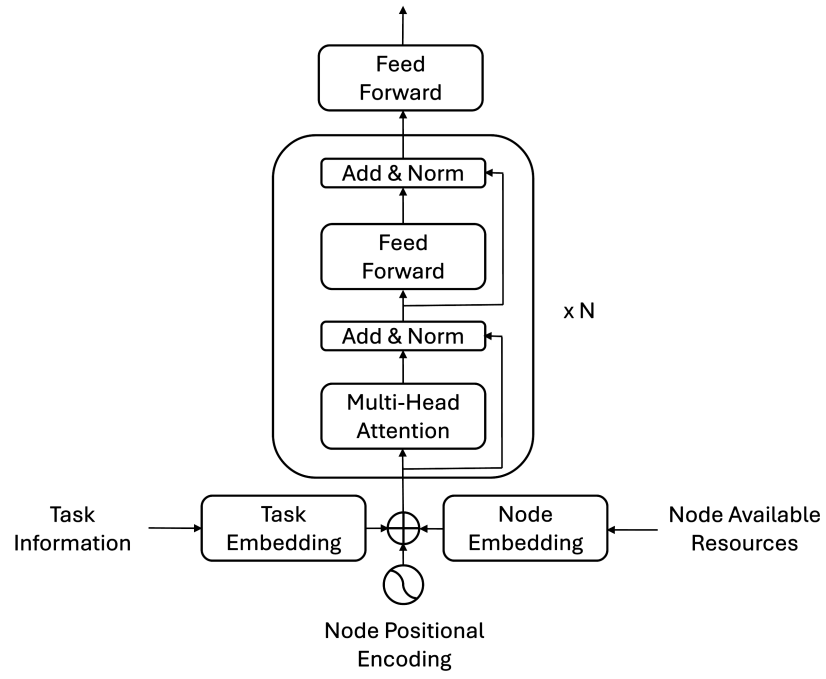 Feed
Forward
Add & Norm
Feed
Forward
x N
Add & Norm
Multi-Head
Attention
Task
Information
Task
Embedding
Node
Embedding
Node Available
Resources
Node Positional
Encoding